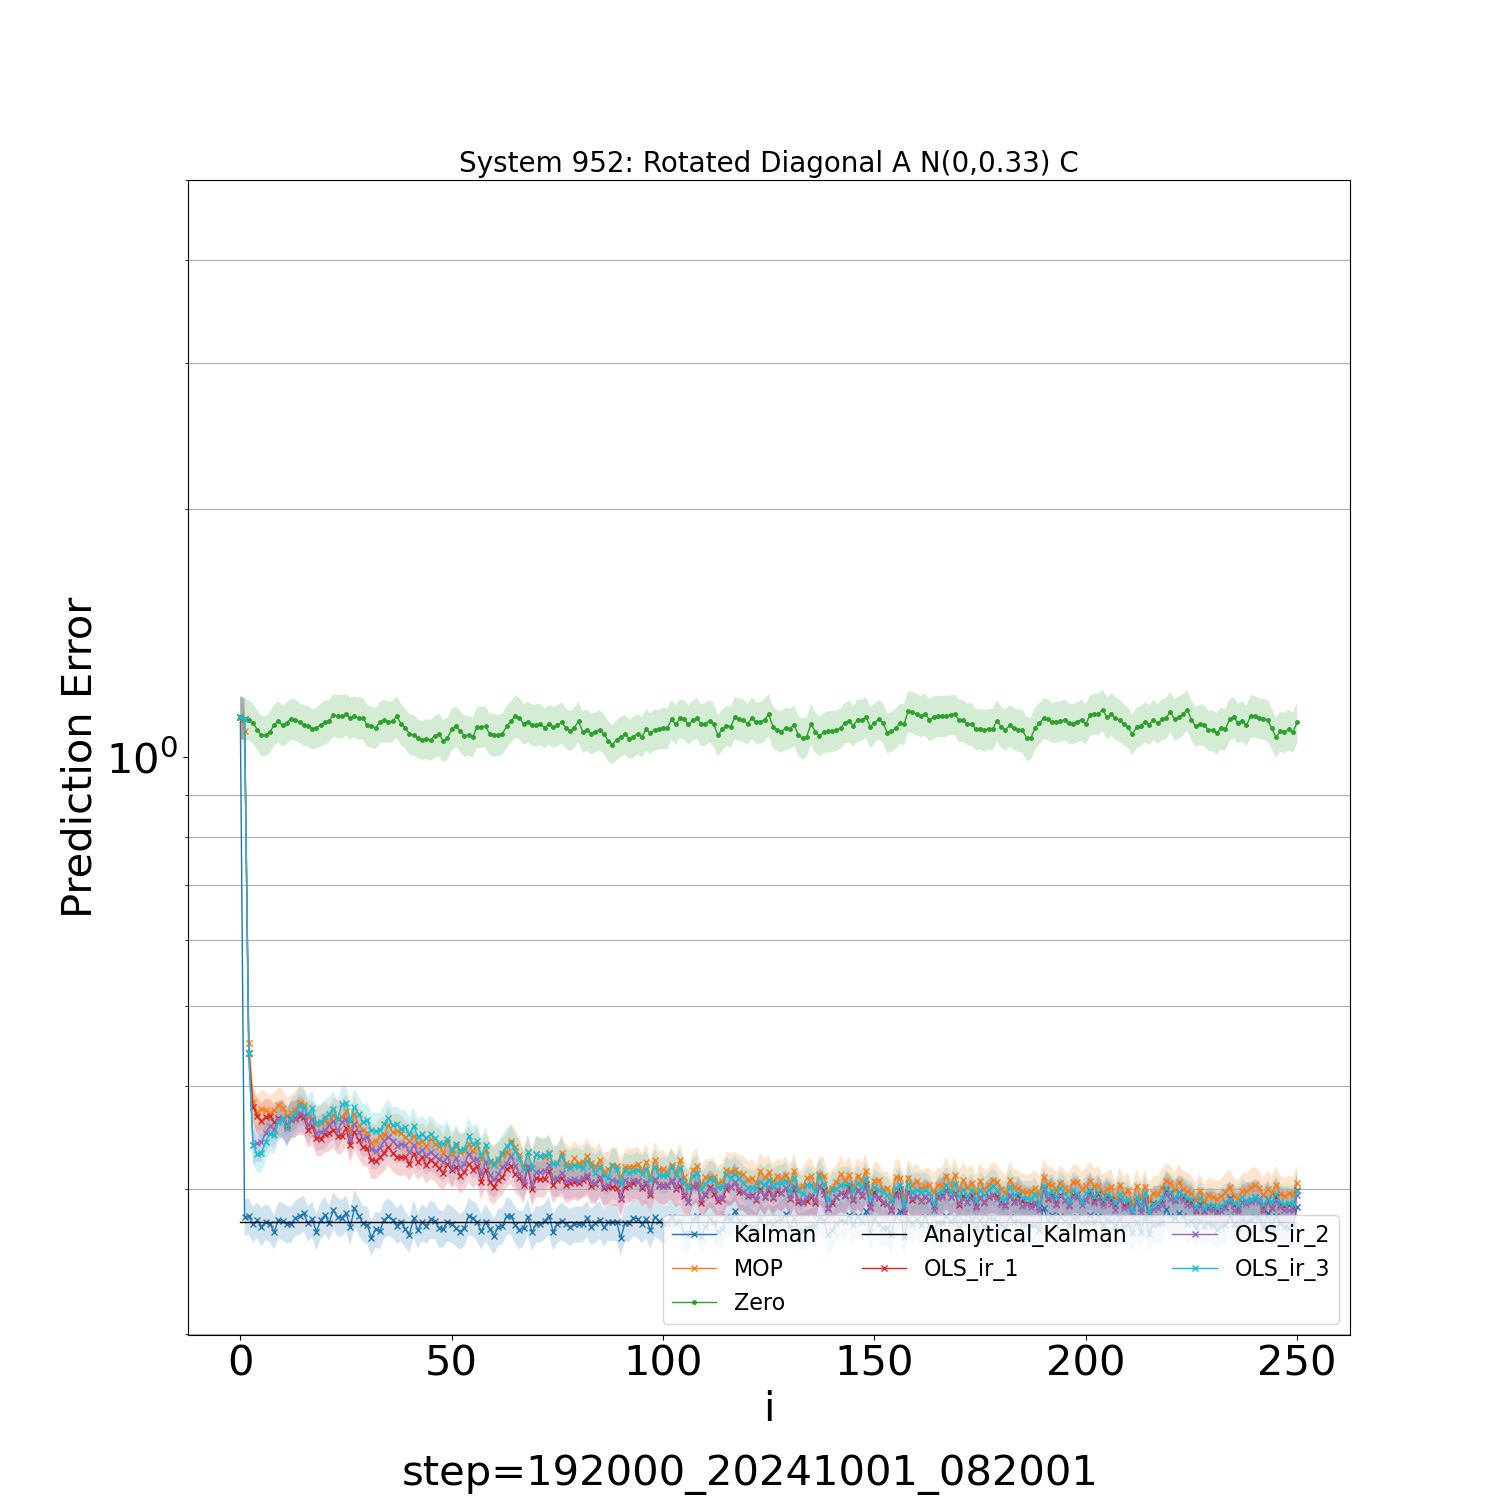 System 952: Rotated Diagonal A N(0,0.33) C
Prediction Error
10⁰
Kalman
MOP
Zero
Analytical_Kalman
OLS_ir_1
OLS_ir_2
OLS_ir_3
0 50 100 150 200 250
i
step=192000_20241001_082001